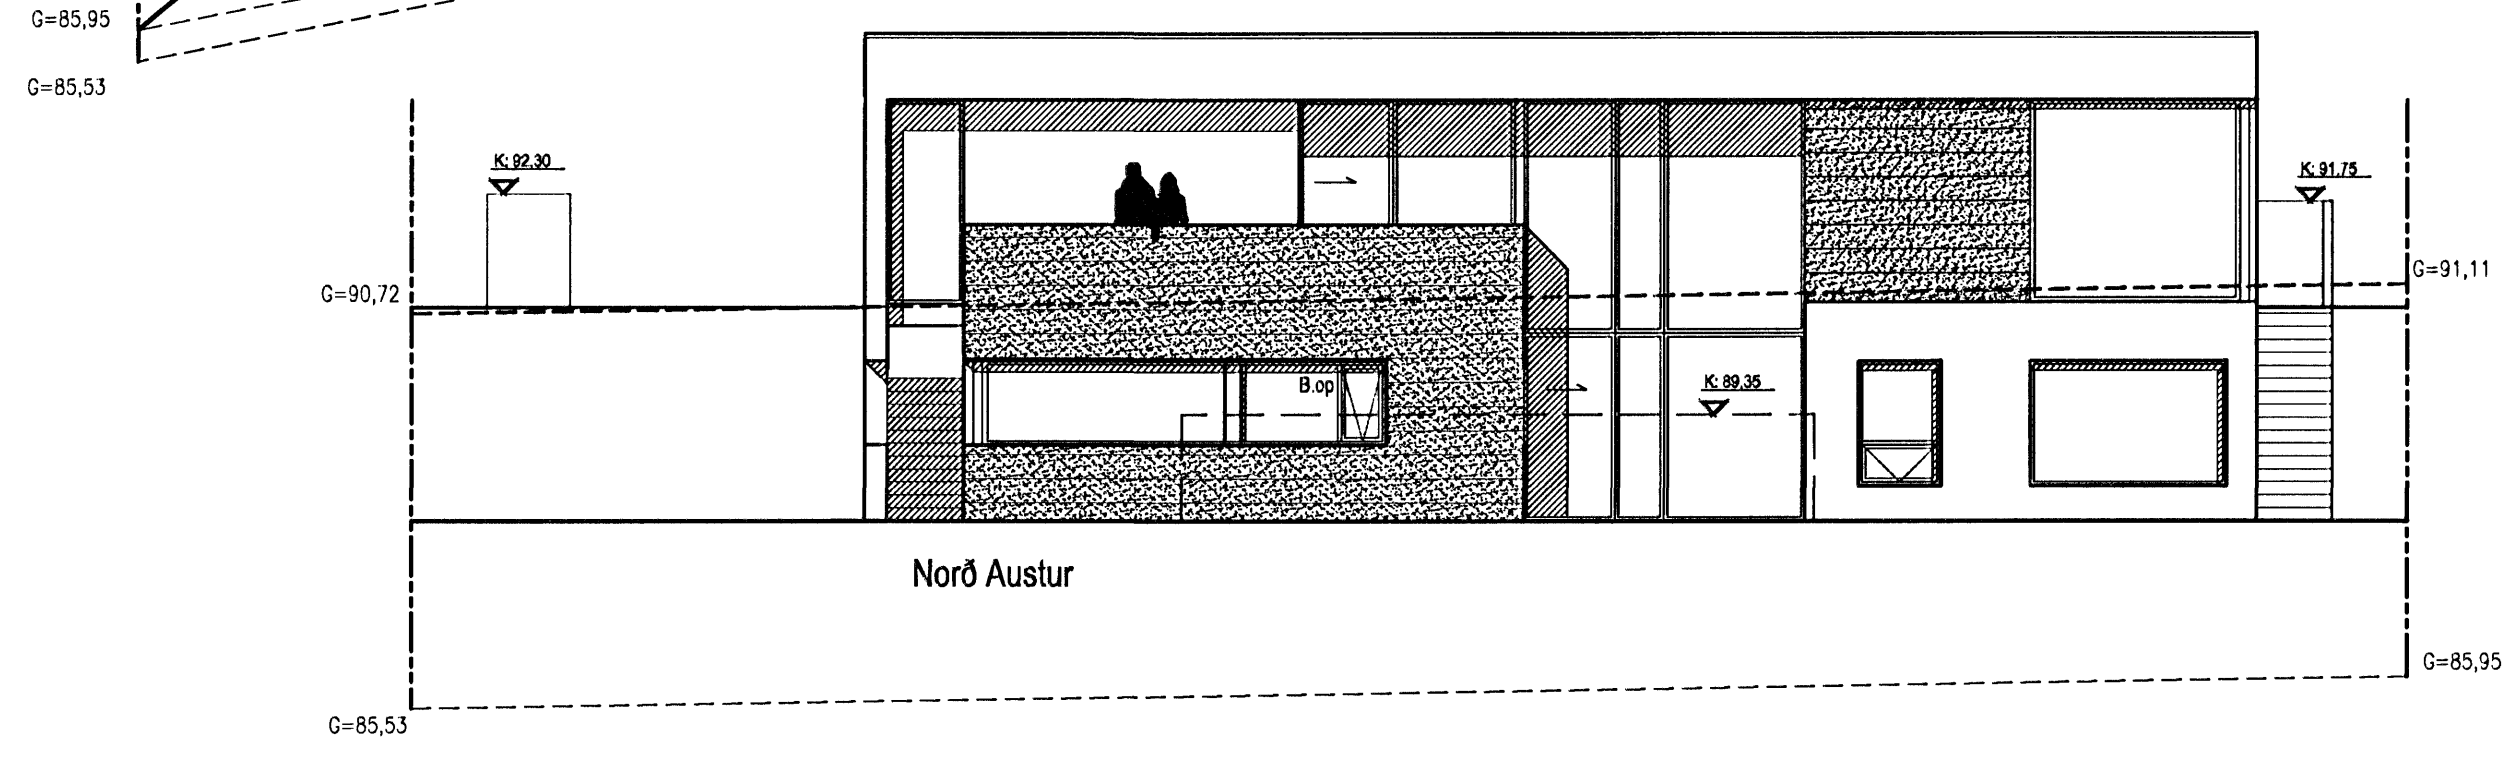 G=85,95
G=85,53
K: 92,30
K: 91.75
G=90,72
G=91,11
B.op
K: 89,35
Norð Austur
G=85,95
G=85,53